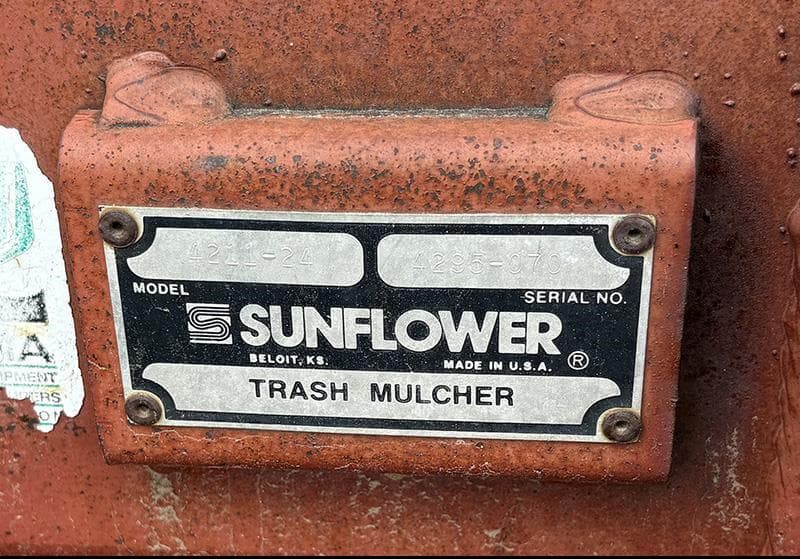 4211-24 4295-070
MODEL SERIAL NO.
SUNFLOWER ®
BELOIT, KS. MADE IN U.S.A.
TRASH MULCHER
A